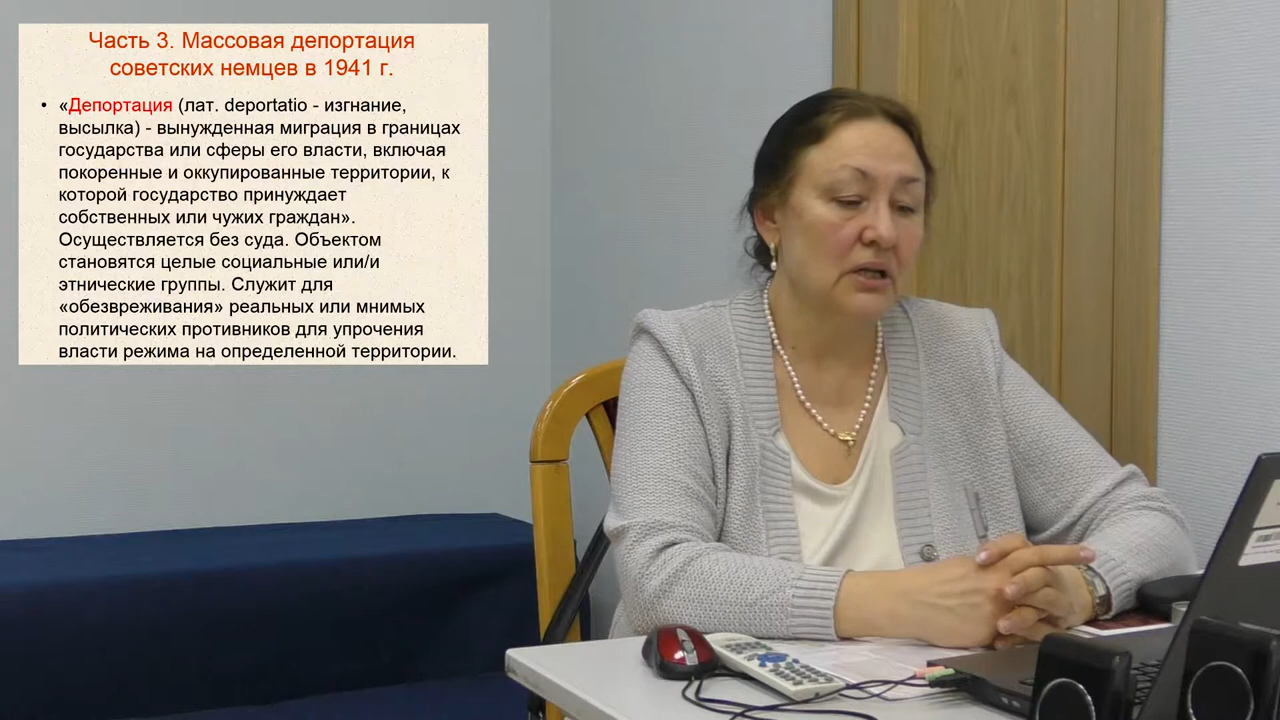 Часть 3. Массовая депортация
советских немцев в 1941 г.
• «Депортация (лат. deportatio - изгнание,
высылка) - вынужденная миграция в границах
государства или сферы его власти, включая
покоренные и оккупированные территории, к
которой государство принуждает
собственных или чужих граждан».
Осуществляется без суда. Объектом
становятся целые социальные или/и
этнические группы. Служит для
«обезвреживания» реальных или мнимых
политических противников для упрочения
власти режима на определенной территории.